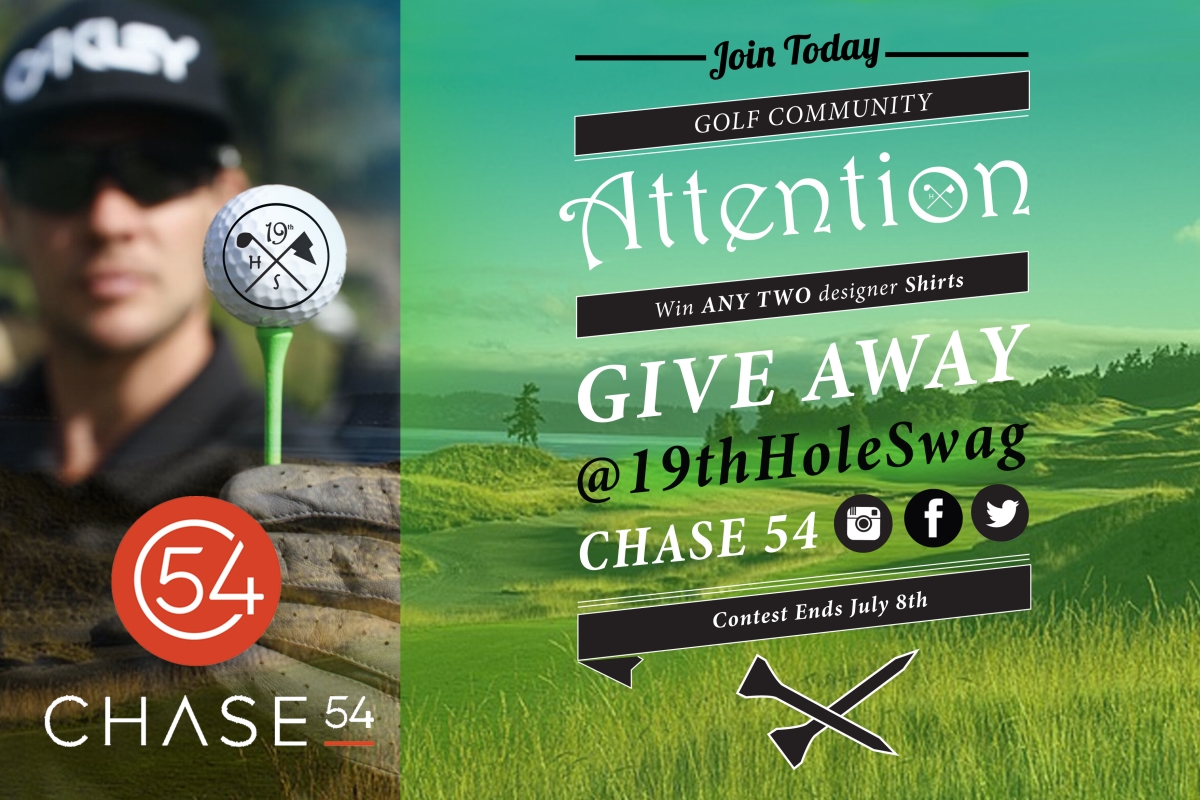 OAKLEY
19th
H
S
54
CHASE 54
Join Today
GOLF COMMUNITY
Attention
H
Win ANY TWO designer Shirts
GIVE AWAY
@19thHoleSwag
CHASE 54
Contest Ends July 8th